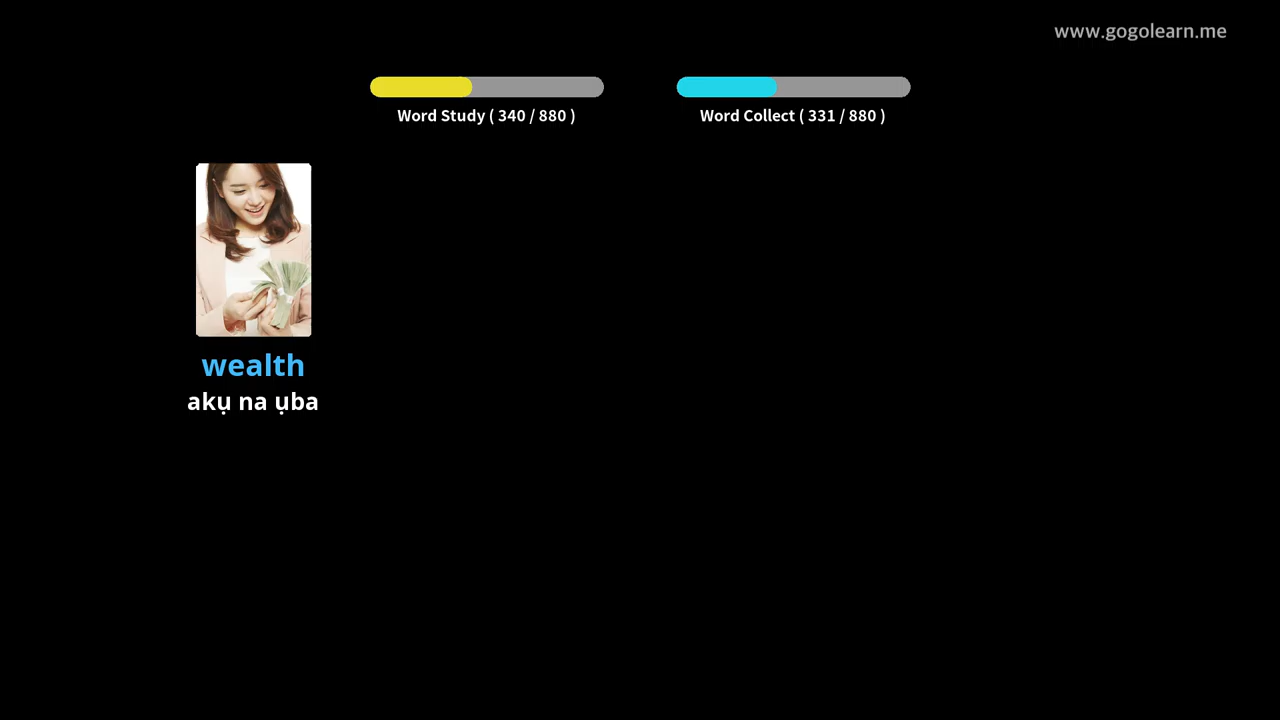 www.gogolearn.me
Word Study ( 340 / 880 )
Word Collect ( 331 / 880 )
wealth
akụ na ụba